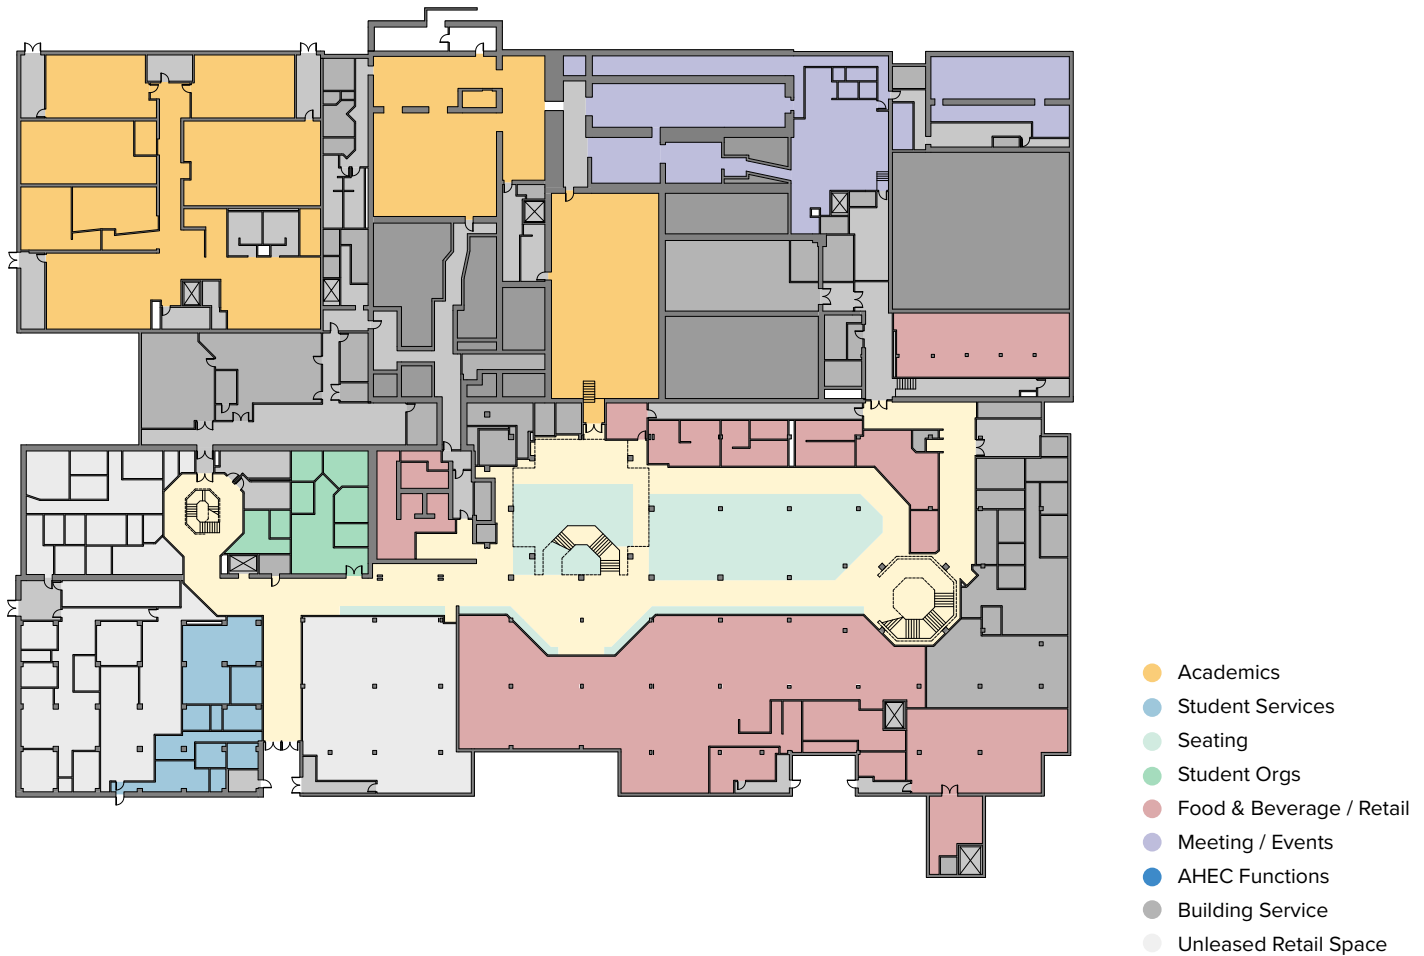 Academics
Student Services
Seating
Student Orgs
Food & Beverage / Retail
Meeting / Events
AHEC Functions
Building Service
Unleased Retail Space